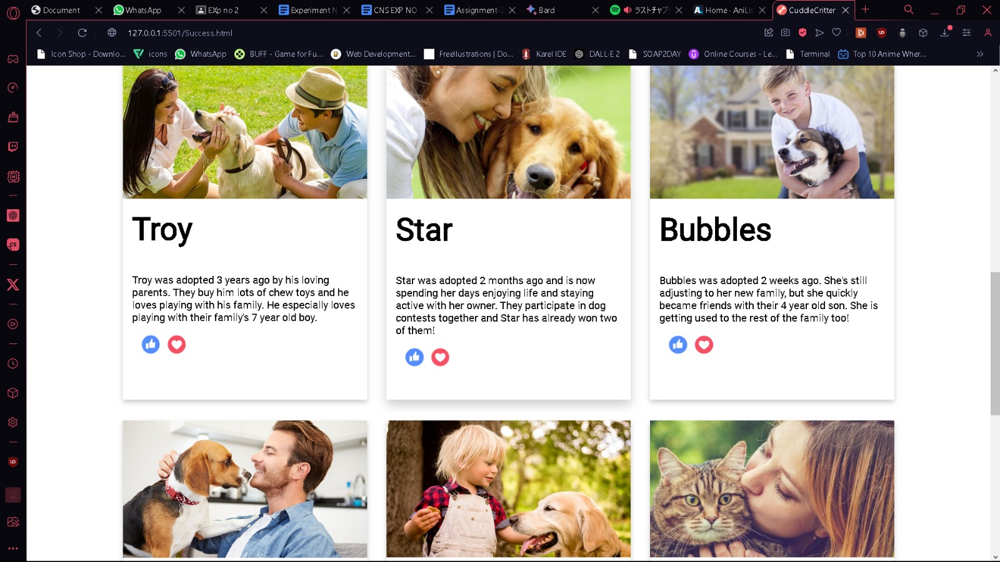 Document
WhatsApp
EXp no 2
Experiment N
CNS EXP NO
Assignment-2
Bard
ラストチャプ
Home · AniLis
CuddleCritter
127.0.0.1:5501/Success.html
Icon Shop - Downlo...
icons
WhatsApp
BUFF - Game for Fu...
Web Development...
FreeIllustrations | Do...
Karel IDE
DALL·E 2
SOAP2DAY
Online Courses - Le...
Terminal
Top 10 Anime Wher...
Troy
Troy was adopted 3 years ago by his loving
parents. They buy him lots of chew toys and he
loves playing with his family. He especially loves
playing with their family's 7 year old boy.
Star
Star was adopted 2 months ago and is now
spending her days enjoying life and staying
active with her owner. They participate in dog
contests together and Star has already won two
of them!
Bubbles
Bubbles was adopted 2 weeks ago. She's still
adjusting to her new family, but she quickly
became friends with their 4 year old son. She is
getting used to the rest of the family too!